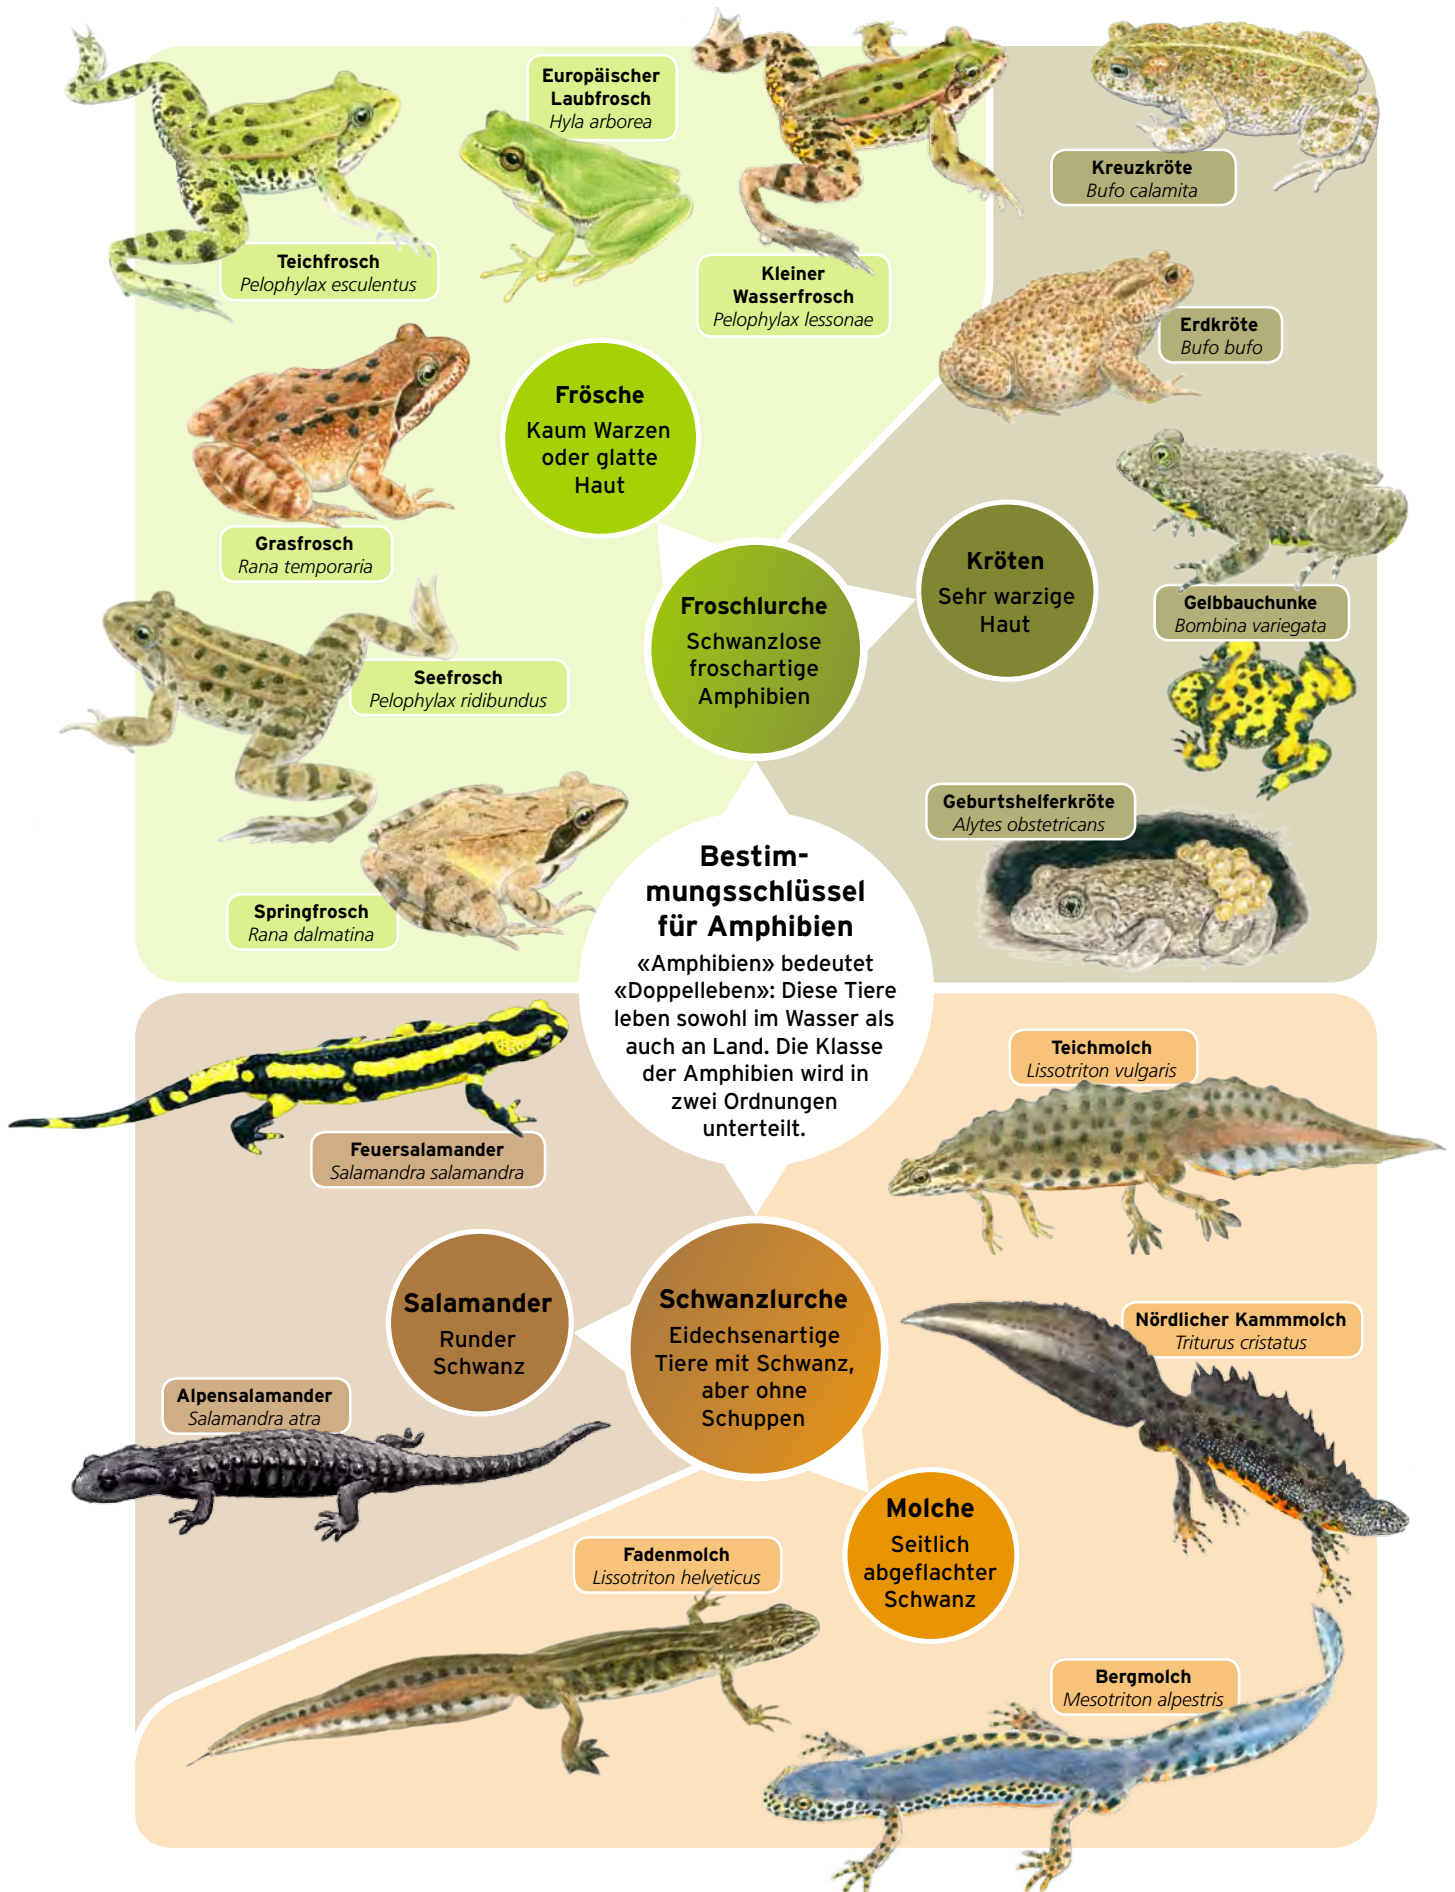 Europäischer
Laubfrosch
Hyla arborea
Kreuzkröte
Bufo calamita
Teichfrosch
Pelophylax esculentus
Kleiner
Wasserfrosch
Pelophylax lessonae
Erdkröte
Bufo bufo
Frösche
Kaum Warzen
oder glatte
Haut
Grasfrosch
Rana temporaria
Kröten
Sehr warzige
Haut
Froschlurche
Schwanzlose
froschartige
Amphibien
Gelbbauchunke
Bombina variegata
Seefrosch
Pelophylax ridibundus
Geburtshelferkröte
Alytes obstetricans
Springfrosch
Rana dalmatina
Bestim-
mungsschlüssel
für Amphibien
«Amphibien» bedeutet
«Doppelleben»: Diese Tiere
leben sowohl im Wasser als
auch an Land. Die Klasse
der Amphibien wird in
zwei Ordnungen
unterteilt.
Teichmolch
Lissotriton vulgaris
Feuersalamander
Salamandra salamandra
Salamander
Runder
Schwanz
Schwanzlurche
Eidechsenartige
Tiere mit Schwanz,
aber ohne
Schuppen
Nördlicher Kammmolch
Triturus cristatus
Alpensalamander
Salamandra atra
Molche
Seitlich
abgeflachter
Schwanz
Fadenmolch
Lissotriton helveticus
Bergmolch
Mesotriton alpestris